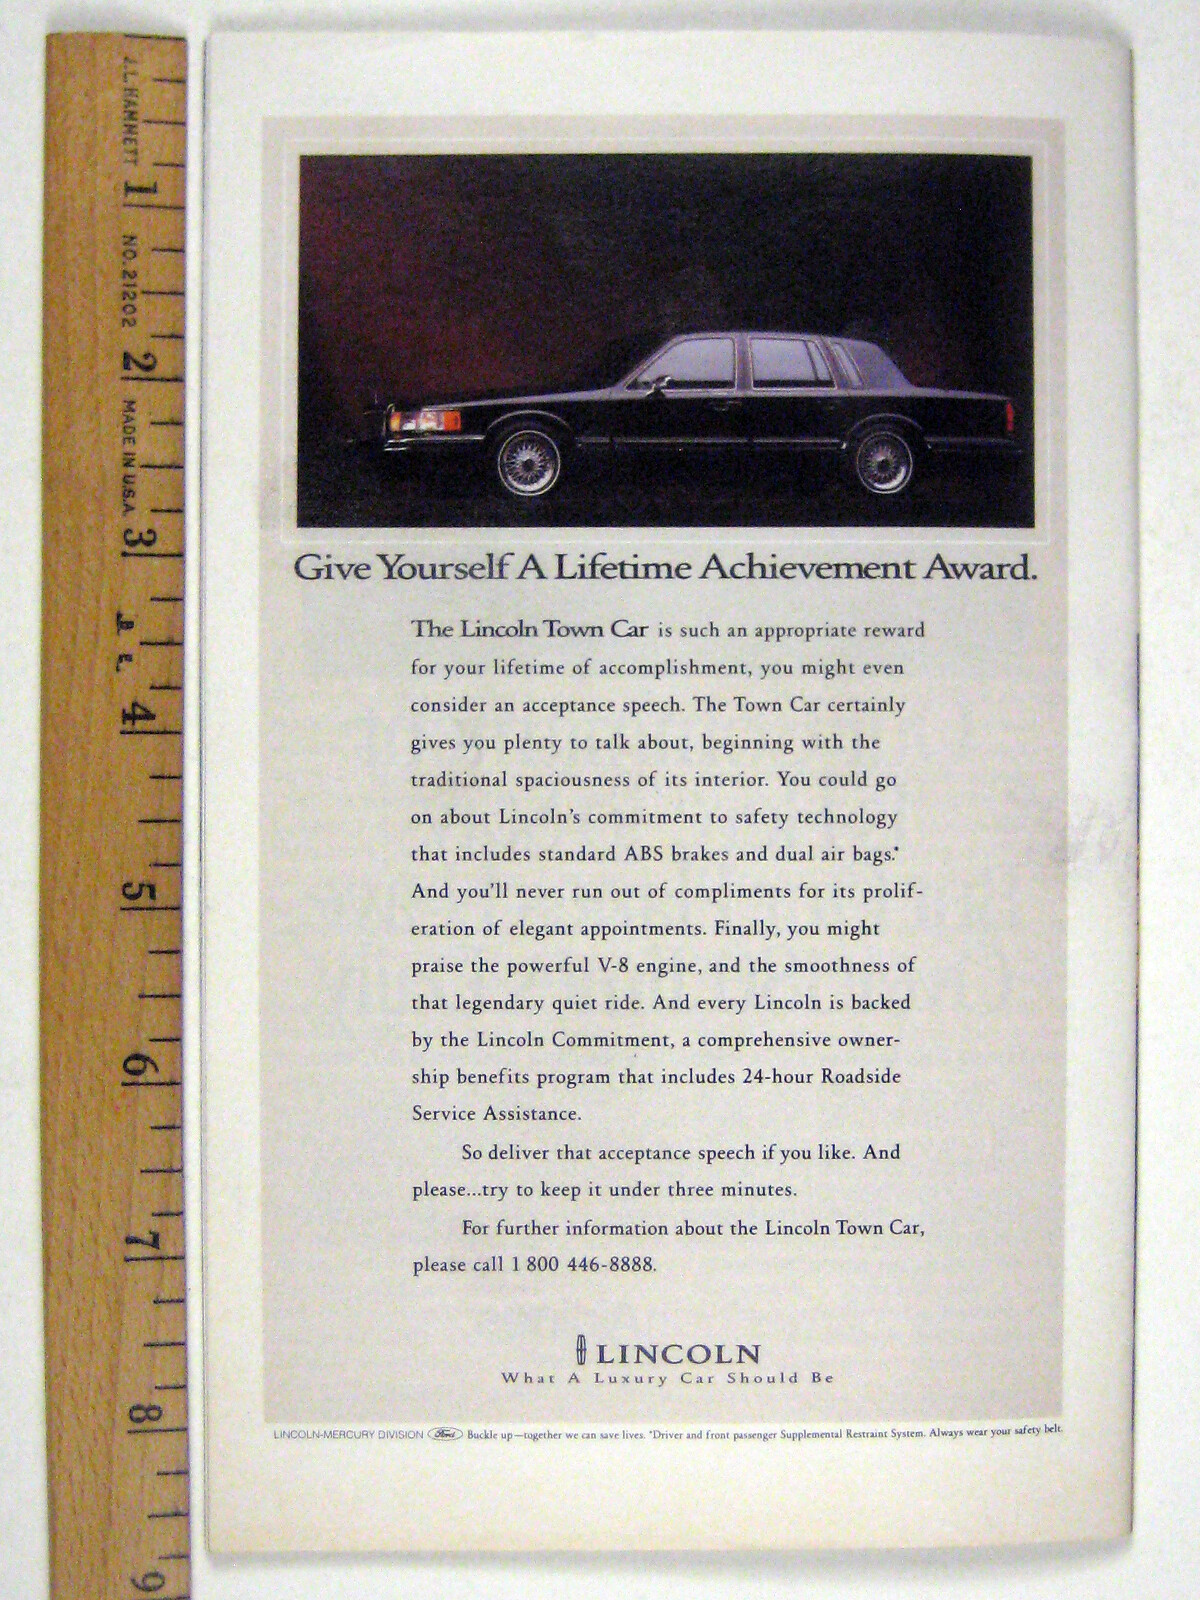 J.L. HAMMETT
NO. 21202
MADE IN U.S.A.
1
2
3
4
5
6
7
8
9
Give Yourself A Lifetime Achievement Award.
The Lincoln Town Car is such an appropriate reward
for your lifetime of accomplishment, you might even
consider an acceptance speech. The Town Car certainly
gives you plenty to talk about, beginning with the
traditional spaciousness of its interior. You could go
on about Lincoln's commitment to safety technology
that includes standard ABS brakes and dual air bags.*
And you'll never run out of compliments for its prolif-
eration of elegant appointments. Finally, you might
praise the powerful V-8 engine, and the smoothness of
that legendary quiet ride. And every Lincoln is backed
by the Lincoln Commitment, a comprehensive owner-
ship benefits program that includes 24-hour Roadside
Service Assistance.
So deliver that acceptance speech if you like. And
please...try to keep it under three minutes.
For further information about the Lincoln Town Car,
please call 1 800 446-8888.
LINCOLN
What A Luxury Car Should Be
LINCOLN-MERCURY DIVISION Ford Buckle up—together we can save lives. *Driver and front passenger Supplemental Restraint System. Always wear your safety belt.